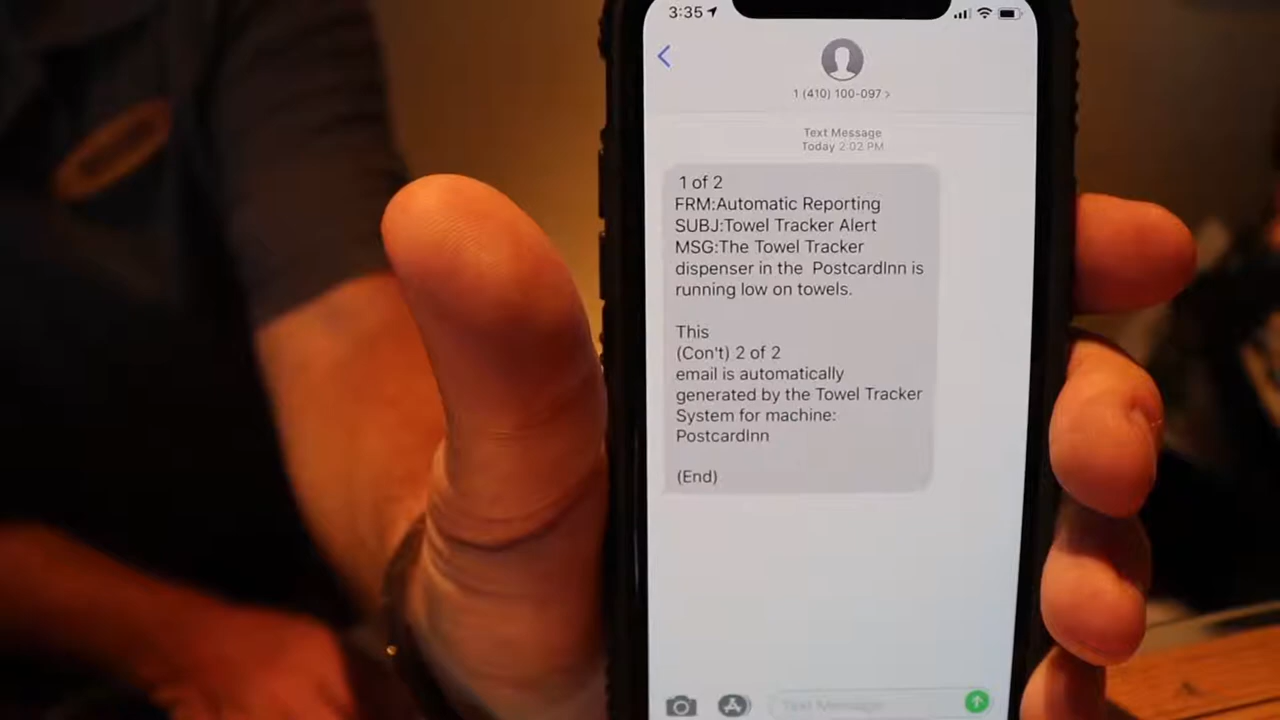 3:35
1 (410) 100-097 >
Text Message
Today 2:02 PM
1 of 2
FRM:Automatic Reporting
SUBJ:Towel Tracker Alert
MSG:The Towel Tracker
dispenser in the PostcardInn is
running low on towels.
This
(Con't) 2 of 2
email is automatically
generated by the Towel Tracker
System for machine:
PostcardInn
(End)
Text Message